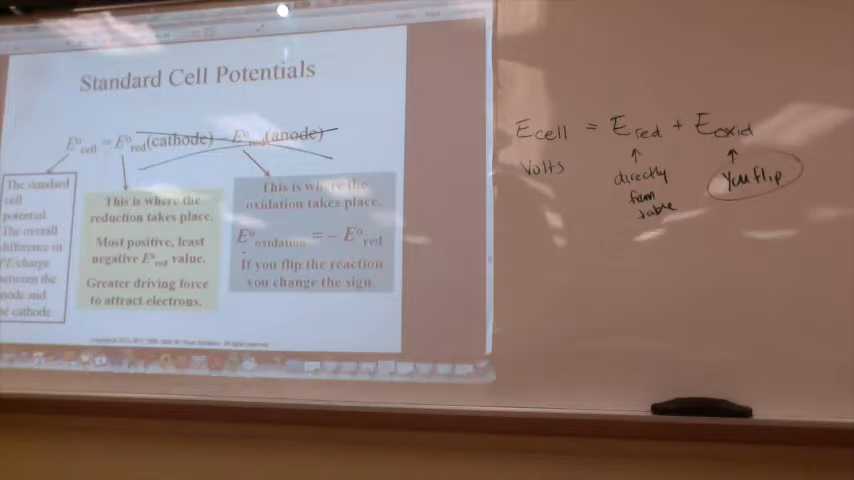 Standard Cell Potentials
E°cell = E°red(cathode) - E°red(anode)
The standard
cell
potential.
The overall
difference in
PE/charge
between the
anode and
the cathode
This is where the
reduction takes place.
Most positive, least
negative E°red value.
Greater driving force
to attract electrons.
This is where the
oxidation takes place.
E°oxidation = - E°red
If you flip the reaction
you change the sign.
Ecell = Ered + Eoxid
Volts
directly
from
table
You flip